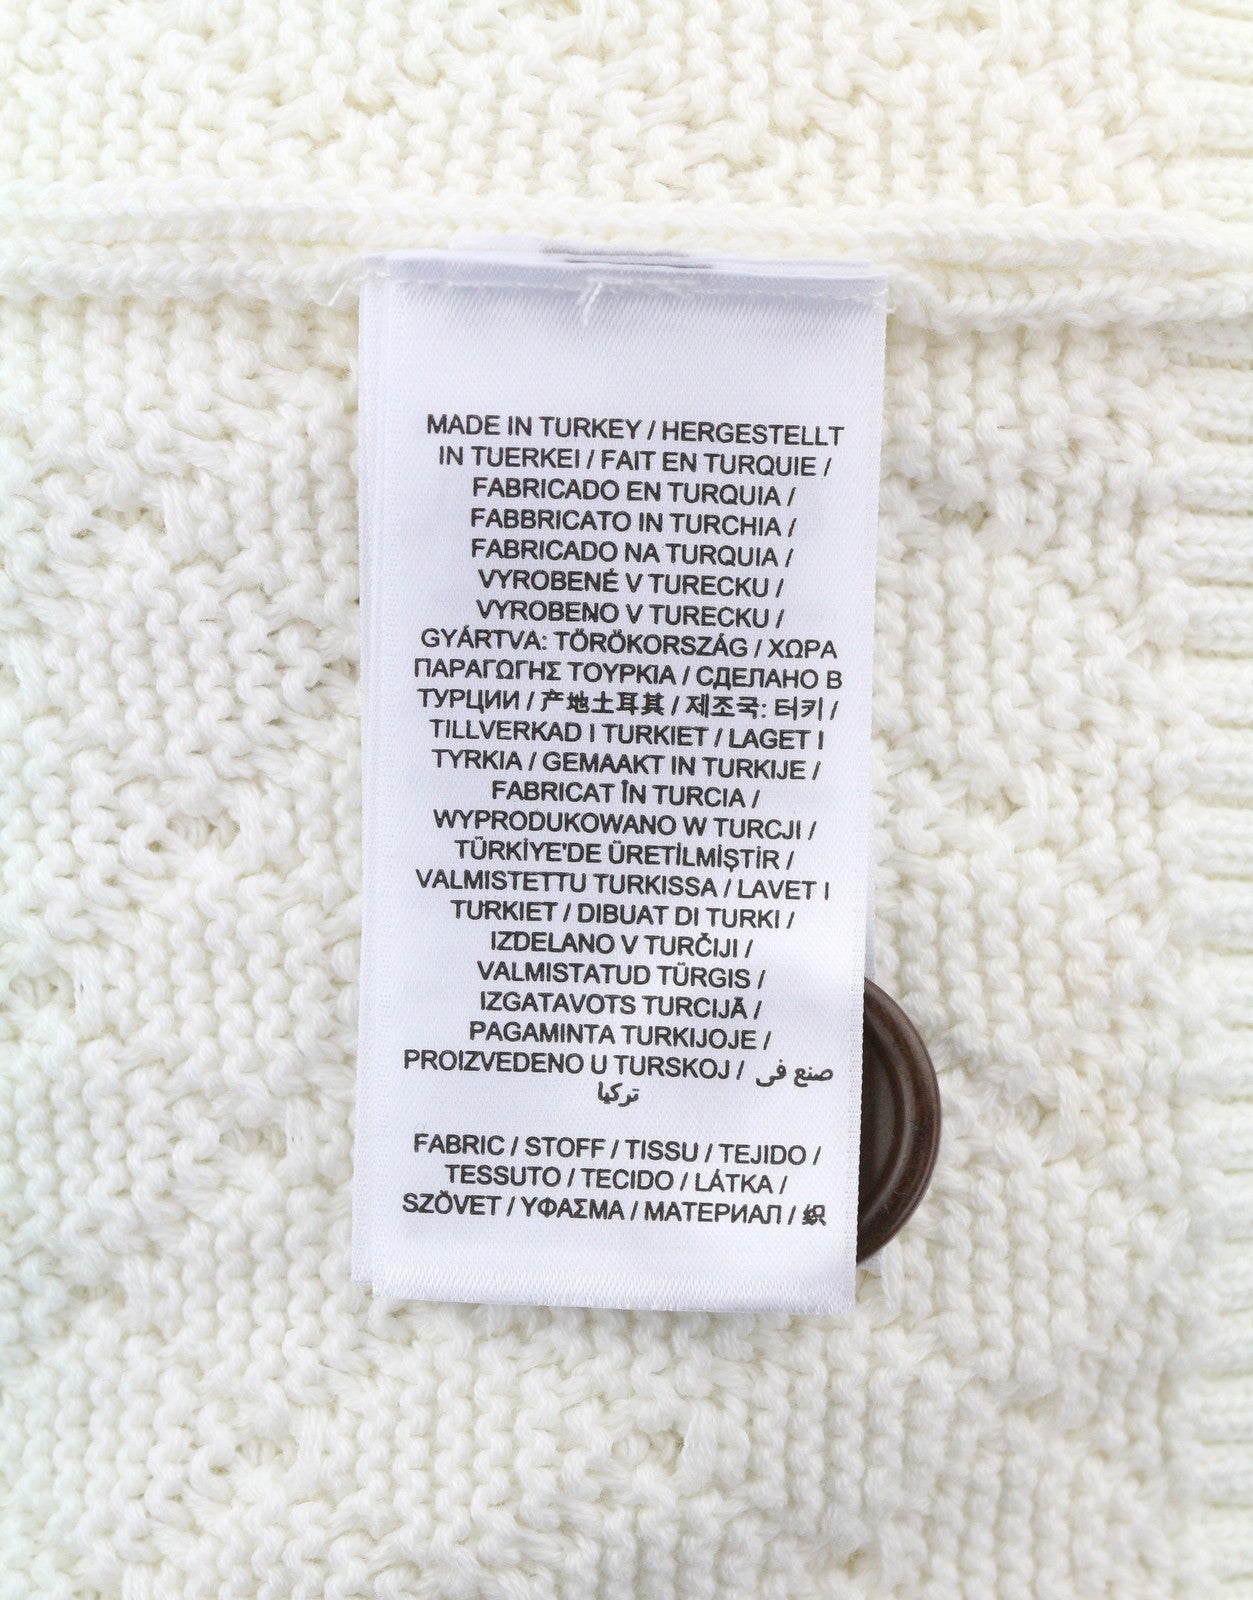 MADE IN TURKEY / HERGESTELLT
IN TUERKEI / FAIT EN TURQUIE /
FABRICADO EN TURQUIA /
FABBRICATO IN TURCHIA /
FABRICADO NA TURQUIA /
VYROBENÉ V TURECKU /
VYROBENO V TURECKU /
GYÁRTVA: TÖRÖKORSZÁG / ΧΩΡΑ
ΠΑΡΑΓΩΓΗΣ ΤΟΥΡΚΙΑ / СДЕЛАНО В
ТУРЦИИ / 产地土耳其 / 제조국: 터키 /
TILLVERKAD I TURKIET / LAGET I
TYRKIA / GEMAAKT IN TURKIJE /
FABRICAT ÎN TURCIA /
WYPRODUKOWANO W TURCJI /
TÜRKİYE'DE ÜRETİLMİŞTİR /
VALMISTETTU TURKISSA / LAVET I
TURKIET / DIBUAT DI TURKI /
IZDELANO V TURČIJI /
VALMISTATUD TÜRGIS /
IZGATAVOTS TURCIJĀ /
PAGAMINTA TURKIJOJE /
PROIZVEDENO U TURSKOJ / صنع في
تركيا
FABRIC / STOFF / TISSU / TEJIDO /
TESSUTO / TECIDO / LÁTKA /
SZÖVET / ΥΦΑΣΜΑ / МАТЕРИАЛ / 织